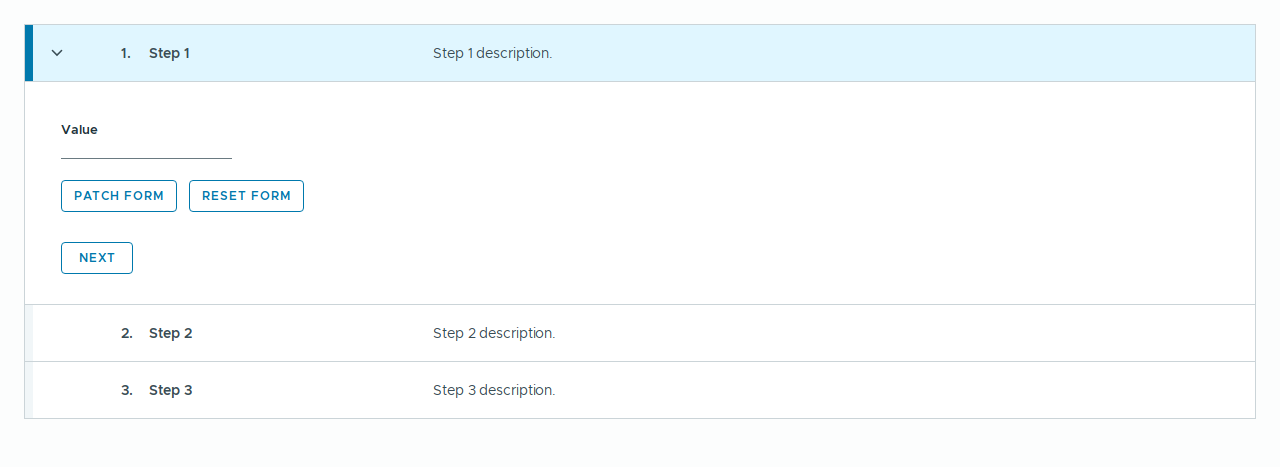 1. Step 1 Step 1 description.
Value
PATCH FORM RESET FORM
NEXT
2. Step 2 Step 2 description.
3. Step 3 Step 3 description.